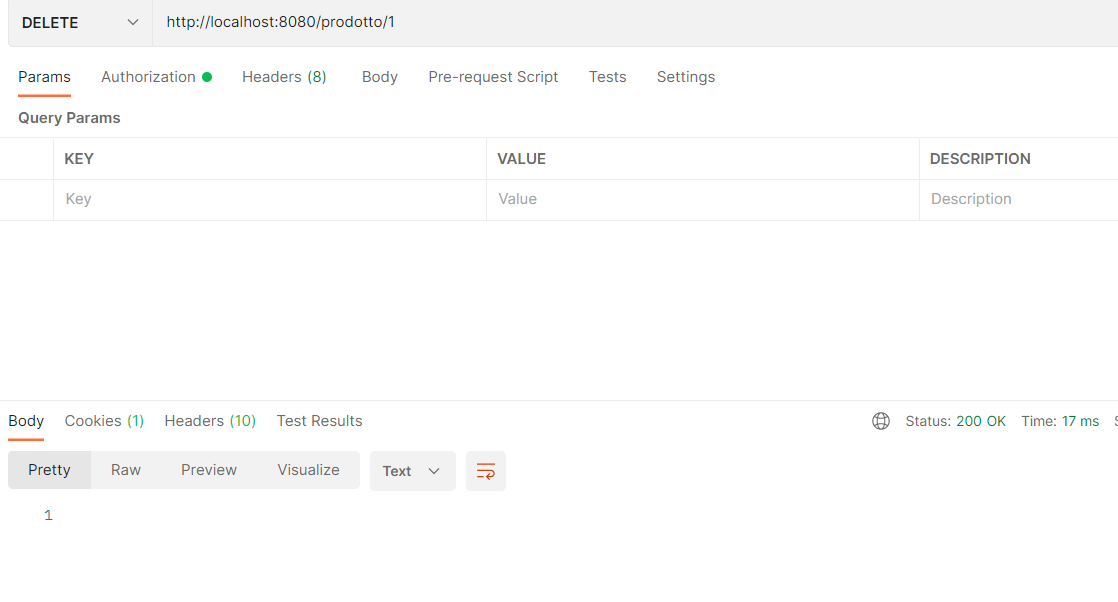 DELETE http://localhost:8080/prodotto/1
Params Authorization Headers (8) Body Pre-request Script Tests Settings
Query Params
KEY VALUE DESCRIPTION
Key Value Description
Body Cookies (1) Headers (10) Test Results Status: 200 OK Time: 17 ms
Pretty Raw Preview Visualize Text
1